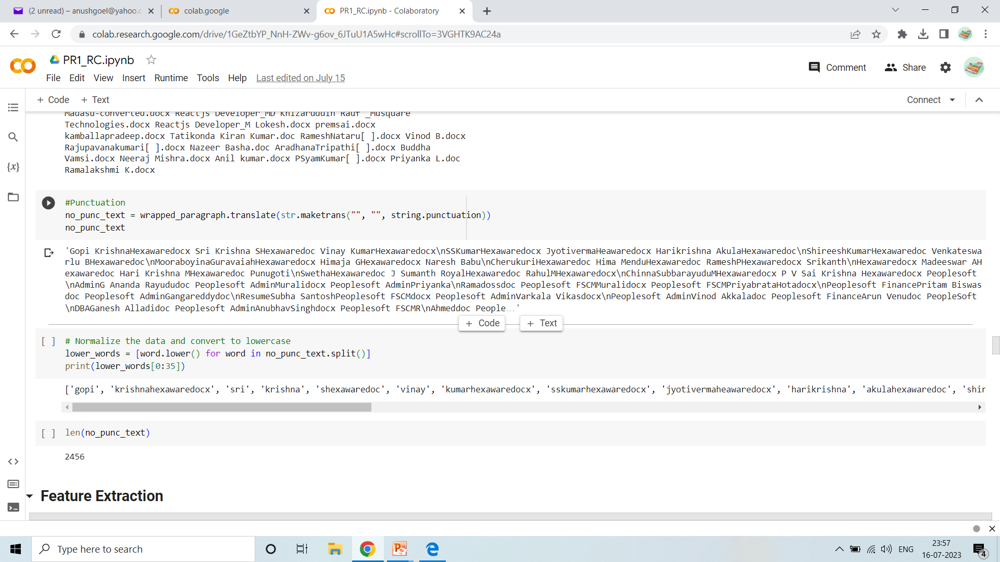 (2 unread) – anushgoel@yahoo.c
colab.google
PR1_RC.ipynb - Colaboratory
colab.research.google.com/drive/1GeZtbYP_NnH-ZWv-g6ov_6JTuU1A5wHc#scrollTo=3VGHTK9AC24a
PR1_RC.ipynb
Comment
Share
File Edit View Insert Runtime Tools Help Last edited on July 15
+ Code + Text
Connect
Madasu-converted.docx Reactjs Developer_MD Khizaruddin Rauf _Musquare
Technologies.docx Reactjs Developer_M Lokesh.docx premsai.docx
kamballapradeep.docx Tatikonda Kiran Kumar.doc RameshNataru[ ].docx Vinod B.docx
Rajupavanakumari[ ].docx Nazeer Basha.doc AradhanaTripathi[ ].docx Buddha
Vamsi.docx Neeraj Mishra.docx Anil kumar.docx PSyamKumar[ ].docx Priyanka L.doc
Ramalakshmi K.docx
{x}
#Punctuation
no_punc_text = wrapped_paragraph.translate(str.maketrans("", "", string.punctuation))
no_punc_text
'Gopi KrishnaHexawaredocx Sri Krishna SHexawaredoc Vinay KumarHexawaredocx\nSSKumarHexawaredocx JyotivermaHeawaredocx Harikrishna AkulaHexawaredoc\nShireeshKumarHexawaredoc Venkateswa
rlu BHexawaredoc\nMooraboyinaGuravaiahHexawaredocx Himaja GHexawaredocx Naresh Babu\nCherukuriHexawaredoc Hima MenduHexawaredoc RameshPHexawaredocx Srikanth\nHexawaredocx Madeeswar AH
exawaredoc Hari Krishna MHexawaredoc Punugoti\nSwethaHexawaredoc J Sumanth RoyalHexawaredoc RahulMHexawaredocx\nChinnaSubbarayuduMHexawaredocx P V Sai Krishna Hexawaredocx Peoplesoft
\nAdminG Ananda Rayududoc Peoplesoft AdminMuralidocx Peoplesoft AdminPriyanka\nRamadossdoc Peoplesoft FSCMMuralidocx Peoplesoft FSCMPriyabrataHotadocx\nPeoplesoft FinancePritam Biswas
doc Peoplesoft AdminGangareddydoc\nResumeSubha SantoshPeoplesoft FSCMdocx Peoplesoft AdminVarkala Vikasdocx\nPeoplesoft AdminVinod Akkaladoc Peoplesoft FinanceArun Venudoc PeopleSoft
\nDBAGanesh Alladidoc Peoplesoft AdminAnubhavSinghdocx Peoplesoft FSCMR\nAhmeddoc People…'
+ Code + Text
[ ] # Normalize the data and convert to lowercase
lower_words = [word.lower() for word in no_punc_text.split()]
print(lower_words[0:35])
['gopi', 'krishnahexawaredocx', 'sri', 'krishna', 'shexawaredoc', 'vinay', 'kumarhexawaredocx', 'sskumarhexawaredocx', 'jyotivermaheawaredocx', 'harikrishna', 'akulahexawaredoc', 'shir
[ ] len(no_punc_text)
2456
Feature Extraction
Type here to search
ENG
23:57
16-07-2023
4